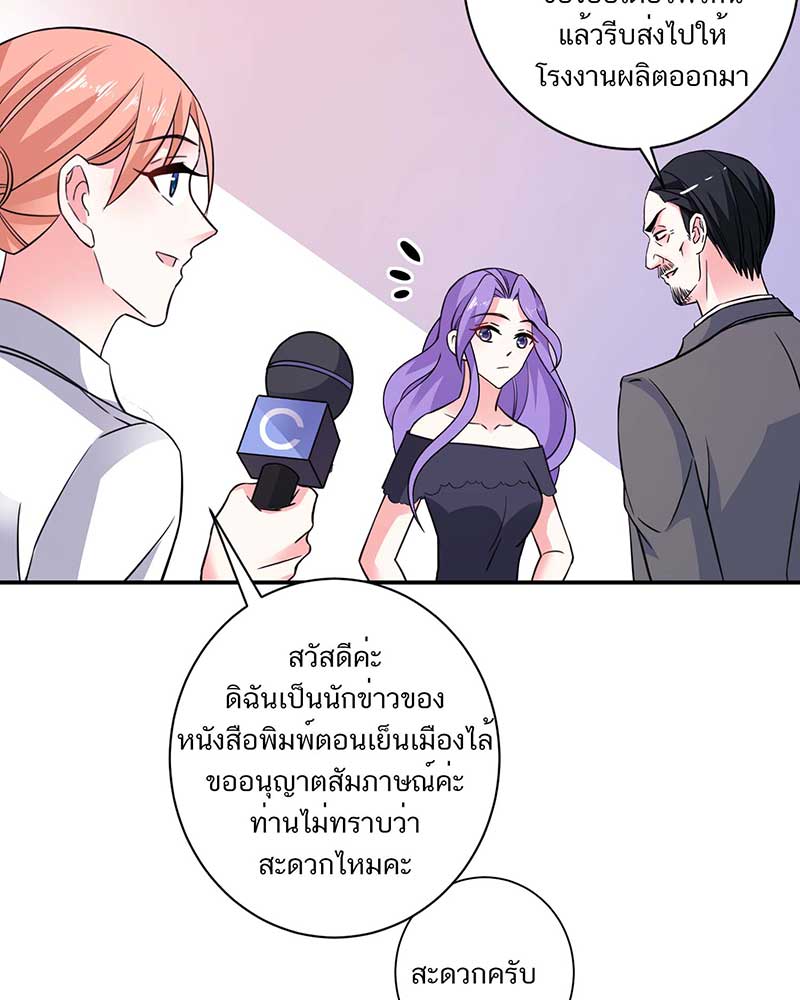 แล้วรีบส่งไปให้
โรงงานผลิตออกมา
C
สวัสดีค่ะ
ดิฉันเป็นนักข่าวของ
หนังสือพิมพ์ตอนเย็นเมืองไล้
ขออนุญาตสัมภาษณ์ค่ะ
ท่านไม่ทราบว่า
สะดวกไหมคะ
สะดวกครับ